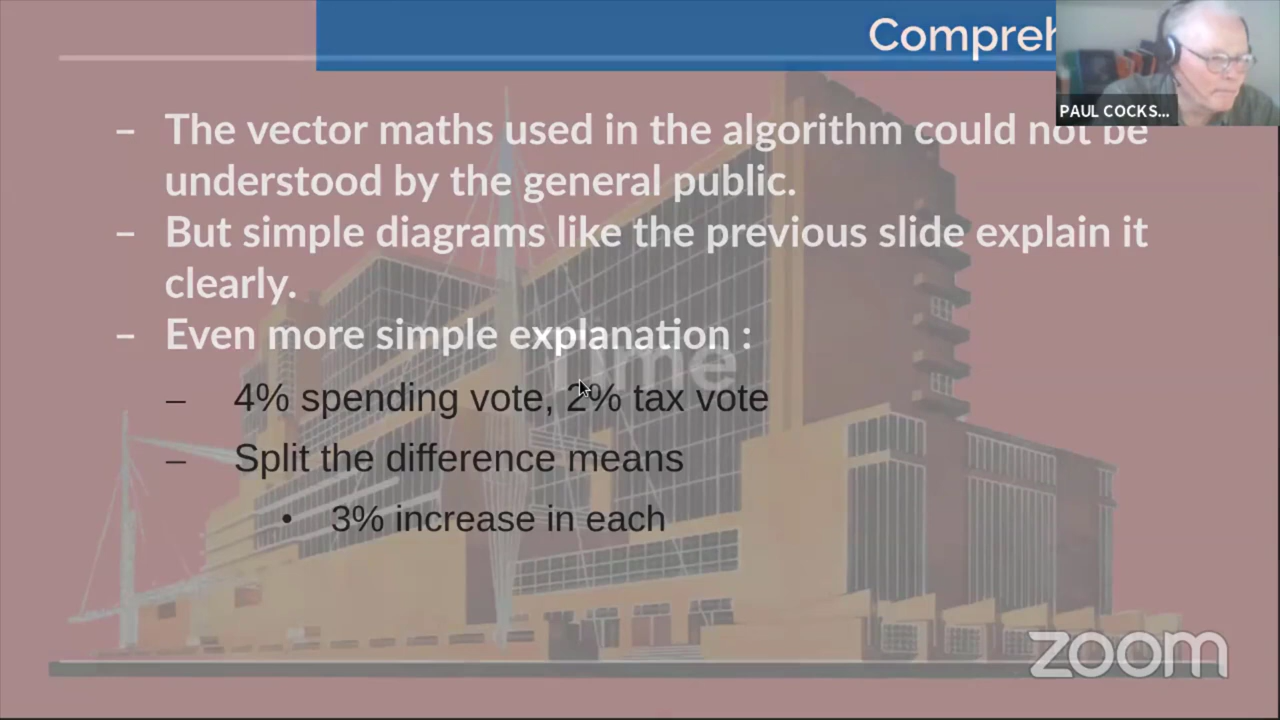 Compreh
PAUL COCKS...
– The vector maths used in the algorithm could not be
understood by the general public.
– But simple diagrams like the previous slide explain it
clearly.
– Even more simple explanation :
– 4% spending vote, 2% tax vote
– Split the difference means
• 3% increase in each
zoom